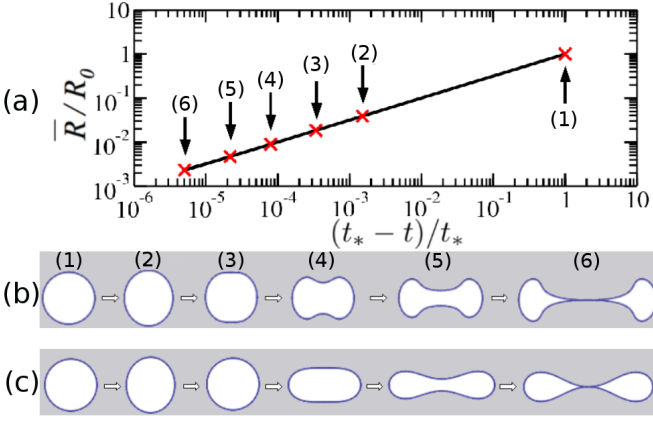 10
1
10⁻¹
10⁻²
10⁻³
(a)
R̅/R₀
(6)
(5)
(4)
(3)
(2)
(1)
10⁻⁶ 10⁻⁵ 10⁻⁴ 10⁻³ 10⁻² 10⁻¹ 1 10
(t* − t)/t*
(1) (2) (3) (4) (5) (6)
(b)
(c)